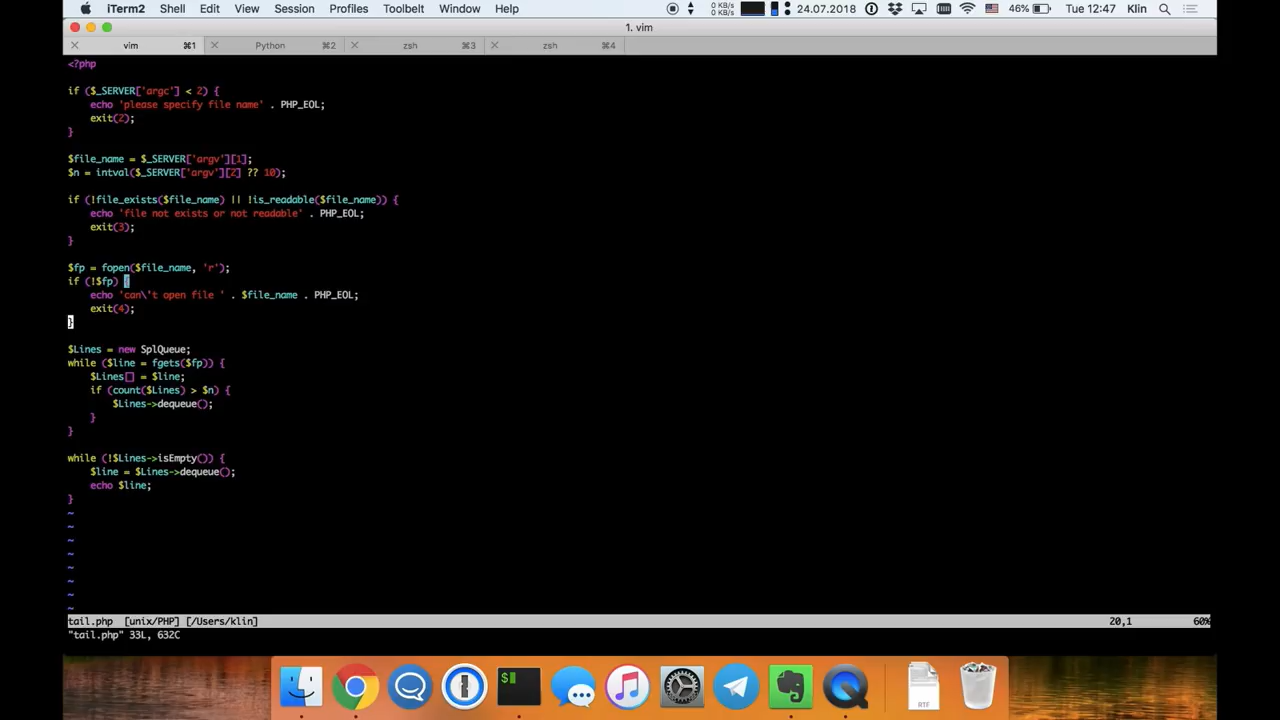 iTerm2 Shell Edit View Session Profiles Toolbelt Window Help 0 KB/s 0 KB/s 24.07.2018 46% Tue 12:47 Klin
1. vim
vim ⌘1 Python ⌘2 zsh ⌘3 zsh ⌘4
<?php
if ($_SERVER['argc'] < 2) {
    echo 'please specify file name' . PHP_EOL;
    exit(2);
}
$file_name = $_SERVER['argv'][1];
$n = intval($_SERVER['argv'][2] ?? 10);
if (!file_exists($file_name) || !is_readable($file_name)) {
    echo 'file not exists or not readable' . PHP_EOL;
    exit(3);
}
$fp = fopen($file_name, 'r');
if (!$fp) {
    echo 'can\'t open file ' . $file_name . PHP_EOL;
    exit(4);
}
$Lines = new SplQueue;
while ($line = fgets($fp)) {
    $Lines[] = $line;
    if (count($Lines) > $n) {
        $Lines->dequeue();
    }
}
while (!$Lines->isEmpty()) {
    $line = $Lines->dequeue();
    echo $line;
}
~
~
~
~
~
~
~
~
tail.php [unix/PHP] [/Users/klin] 20,1 60%
"tail.php" 33L, 632C
$
RTF